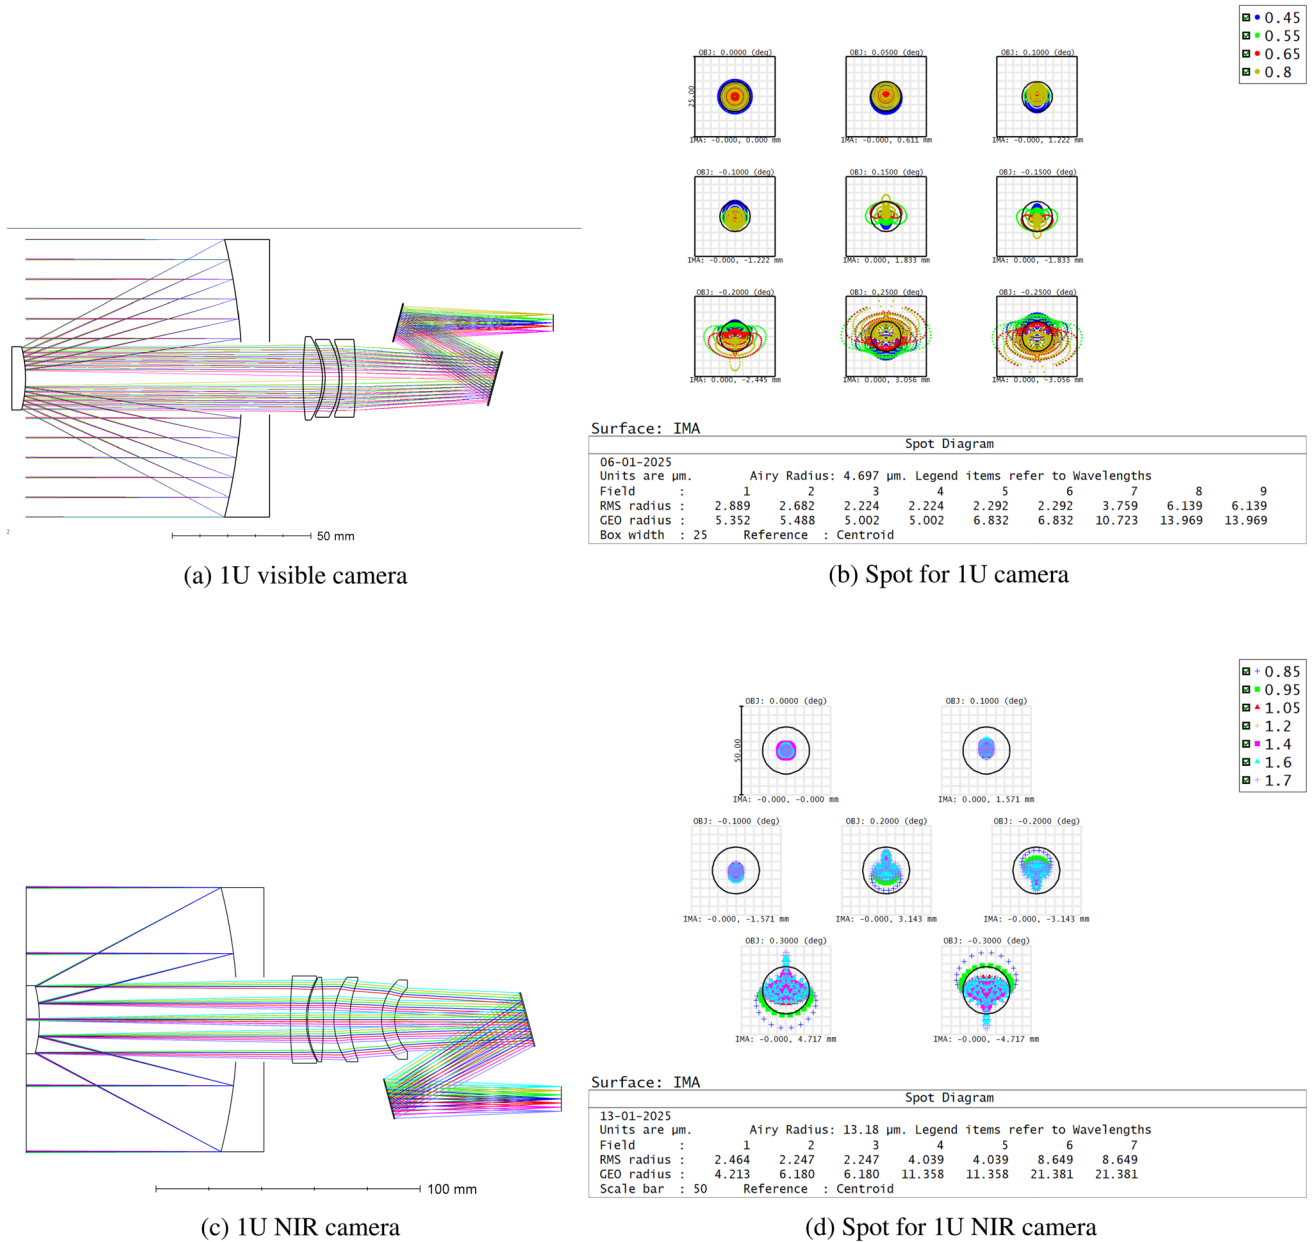 0.45
0.55
0.65
0.8
OBJ: 0.0000 (deg)
OBJ: 0.0500 (deg)
OBJ: 0.1000 (deg)
25.00
IMA: -0.000, 0.000 mm
IMA: -0.000, 0.611 mm
IMA: -0.000, 1.222 mm
OBJ: -0.1000 (deg)
OBJ: 0.1500 (deg)
OBJ: -0.1500 (deg)
IMA: -0.000, -1.222 mm
IMA: 0.000, 1.833 mm
IMA: 0.000, -1.833 mm
OBJ: -0.2000 (deg)
OBJ: 0.2500 (deg)
OBJ: -0.2500 (deg)
IMA: 0.000, -2.445 mm
IMA: 0.000, 3.056 mm
IMA: 0.000, -3.056 mm
2
50 mm
Surface: IMA
Spot Diagram
06-01-2025
Units are µm. Airy Radius: 4.697 µm. Legend items refer to Wavelengths
Field : 1 2 3 4 5 6 7 8 9
RMS radius : 2.889 2.682 2.224 2.224 2.292 2.292 3.759 6.139 6.139
GEO radius : 5.352 5.488 5.002 5.002 6.832 6.832 10.723 13.969 13.969
Box width : 25 Reference : Centroid
(a) 1U visible camera
(b) Spot for 1U camera
0.85
0.95
1.05
1.2
1.4
1.6
1.7
OBJ: 0.0000 (deg)
OBJ: 0.1000 (deg)
50.00
IMA: -0.000, -0.000 mm
IMA: 0.000, 1.571 mm
OBJ: -0.1000 (deg)
OBJ: 0.2000 (deg)
OBJ: -0.2000 (deg)
IMA: -0.000, -1.571 mm
IMA: -0.000, 3.143 mm
IMA: -0.000, -3.143 mm
OBJ: 0.3000 (deg)
OBJ: -0.3000 (deg)
IMA: -0.000, 4.717 mm
IMA: -0.000, -4.717 mm
100 mm
Surface: IMA
Spot Diagram
13-01-2025
Units are µm. Airy Radius: 13.18 µm. Legend items refer to Wavelengths
Field : 1 2 3 4 5 6 7
RMS radius : 2.464 2.247 2.247 4.039 4.039 8.649 8.649
GEO radius : 4.213 6.180 6.180 11.358 11.358 21.381 21.381
Scale bar : 50 Reference : Centroid
(c) 1U NIR camera
(d) Spot for 1U NIR camera